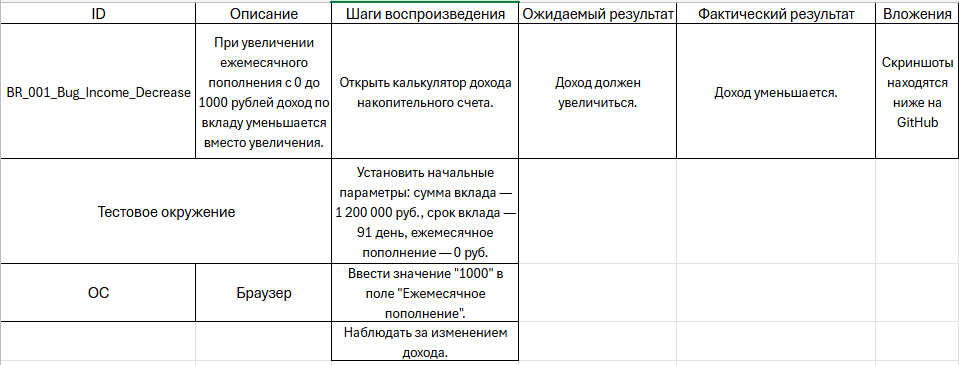 ID
Описание
Шаги воспроизведения
Ожидаемый результат
Фактический результат
Вложения
BR_001_Bug_Income_Decrease
При увеличении
ежемесячного
пополнения с 0 до
1000 рублей доход по
вкладу уменьшается
вместо увеличения.
Открыть калькулятор дохода
накопительного счета.
Доход должен
увеличиться.
Доход уменьшается.
Скриншоты
находятся
ниже на
GitHub
Тестовое окружение
Установить начальные
параметры: сумма вклада —
1 200 000 руб., срок вклада —
91 день, ежемесячное
пополнение — 0 руб.
ОС
Браузер
Ввести значение "1000" в
поле "Ежемесячное
пополнение".
Наблюдать за изменением
дохода.